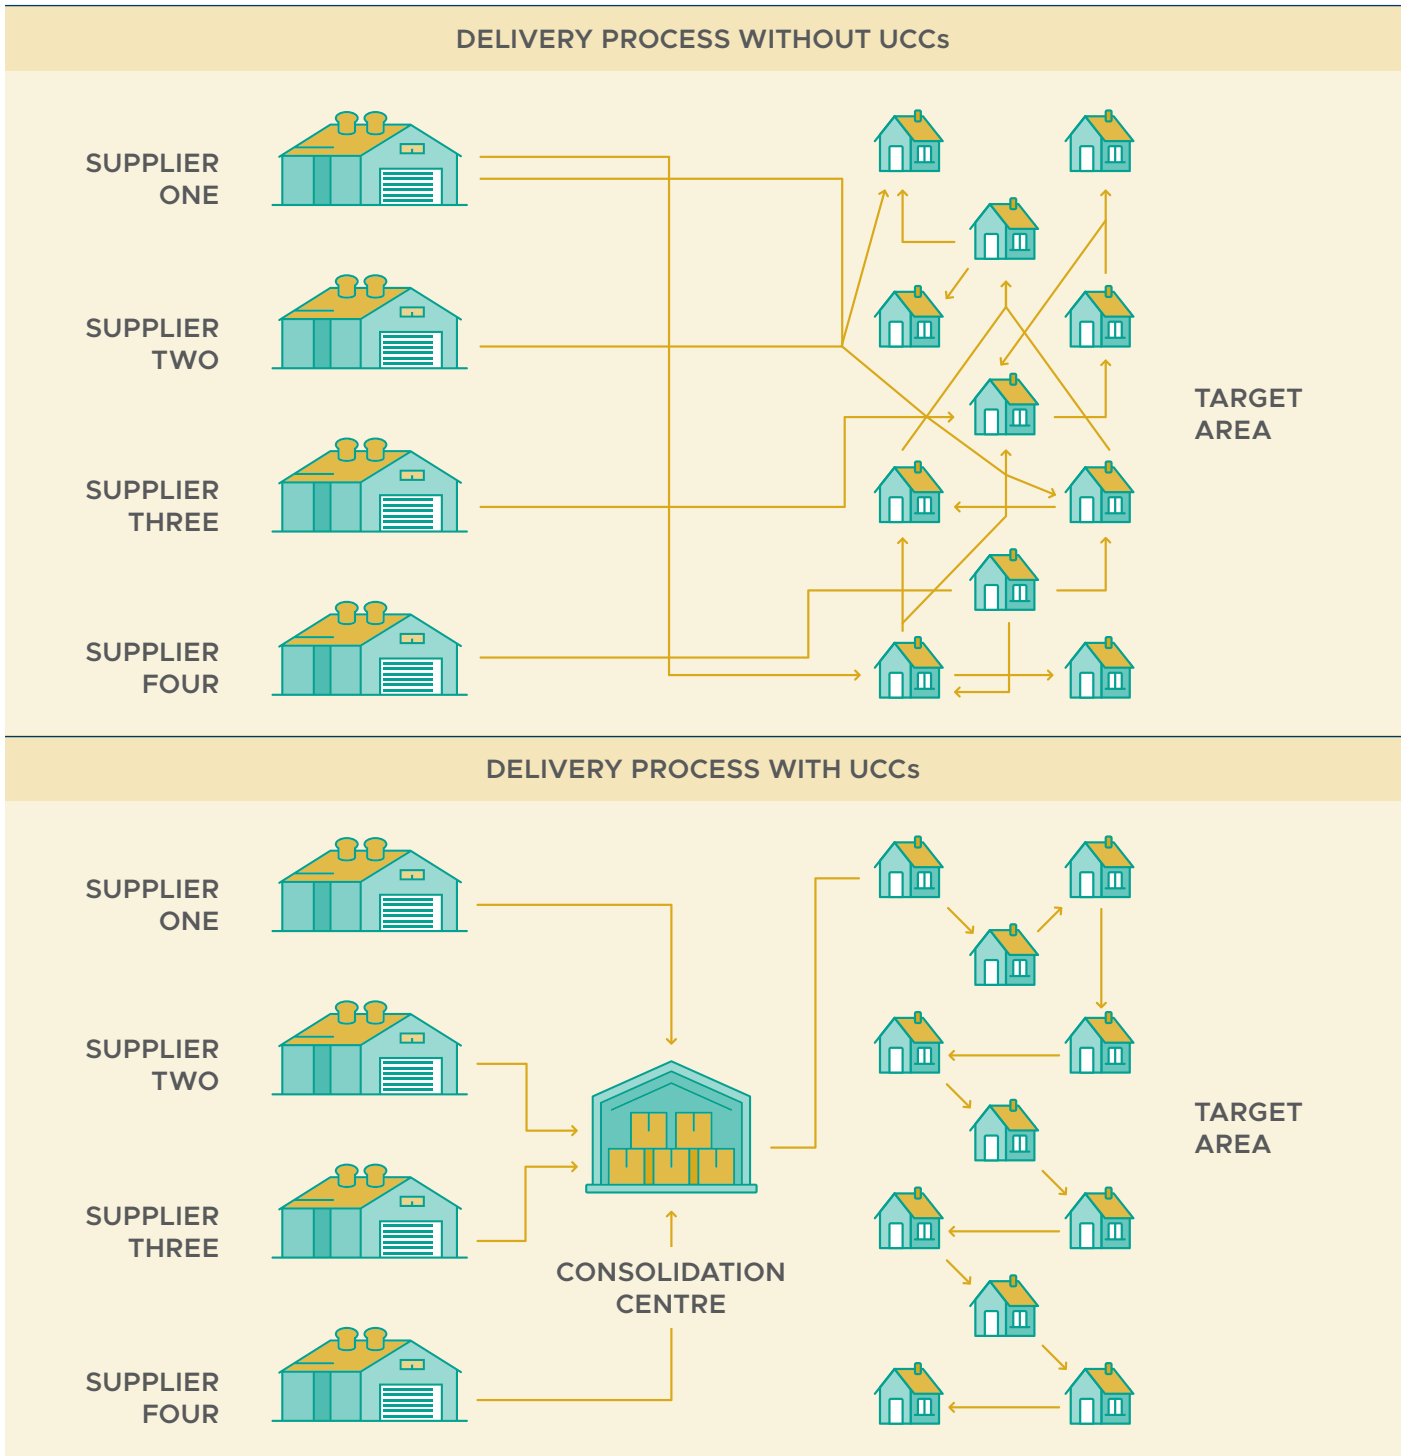 DELIVERY PROCESS WITHOUT UCCs
SUPPLIER
ONE
SUPPLIER
TWO
SUPPLIER
THREE
SUPPLIER
FOUR
TARGET
AREA
DELIVERY PROCESS WITH UCCs
SUPPLIER
ONE
SUPPLIER
TWO
SUPPLIER
THREE
SUPPLIER
FOUR
CONSOLIDATION
CENTRE
TARGET
AREA